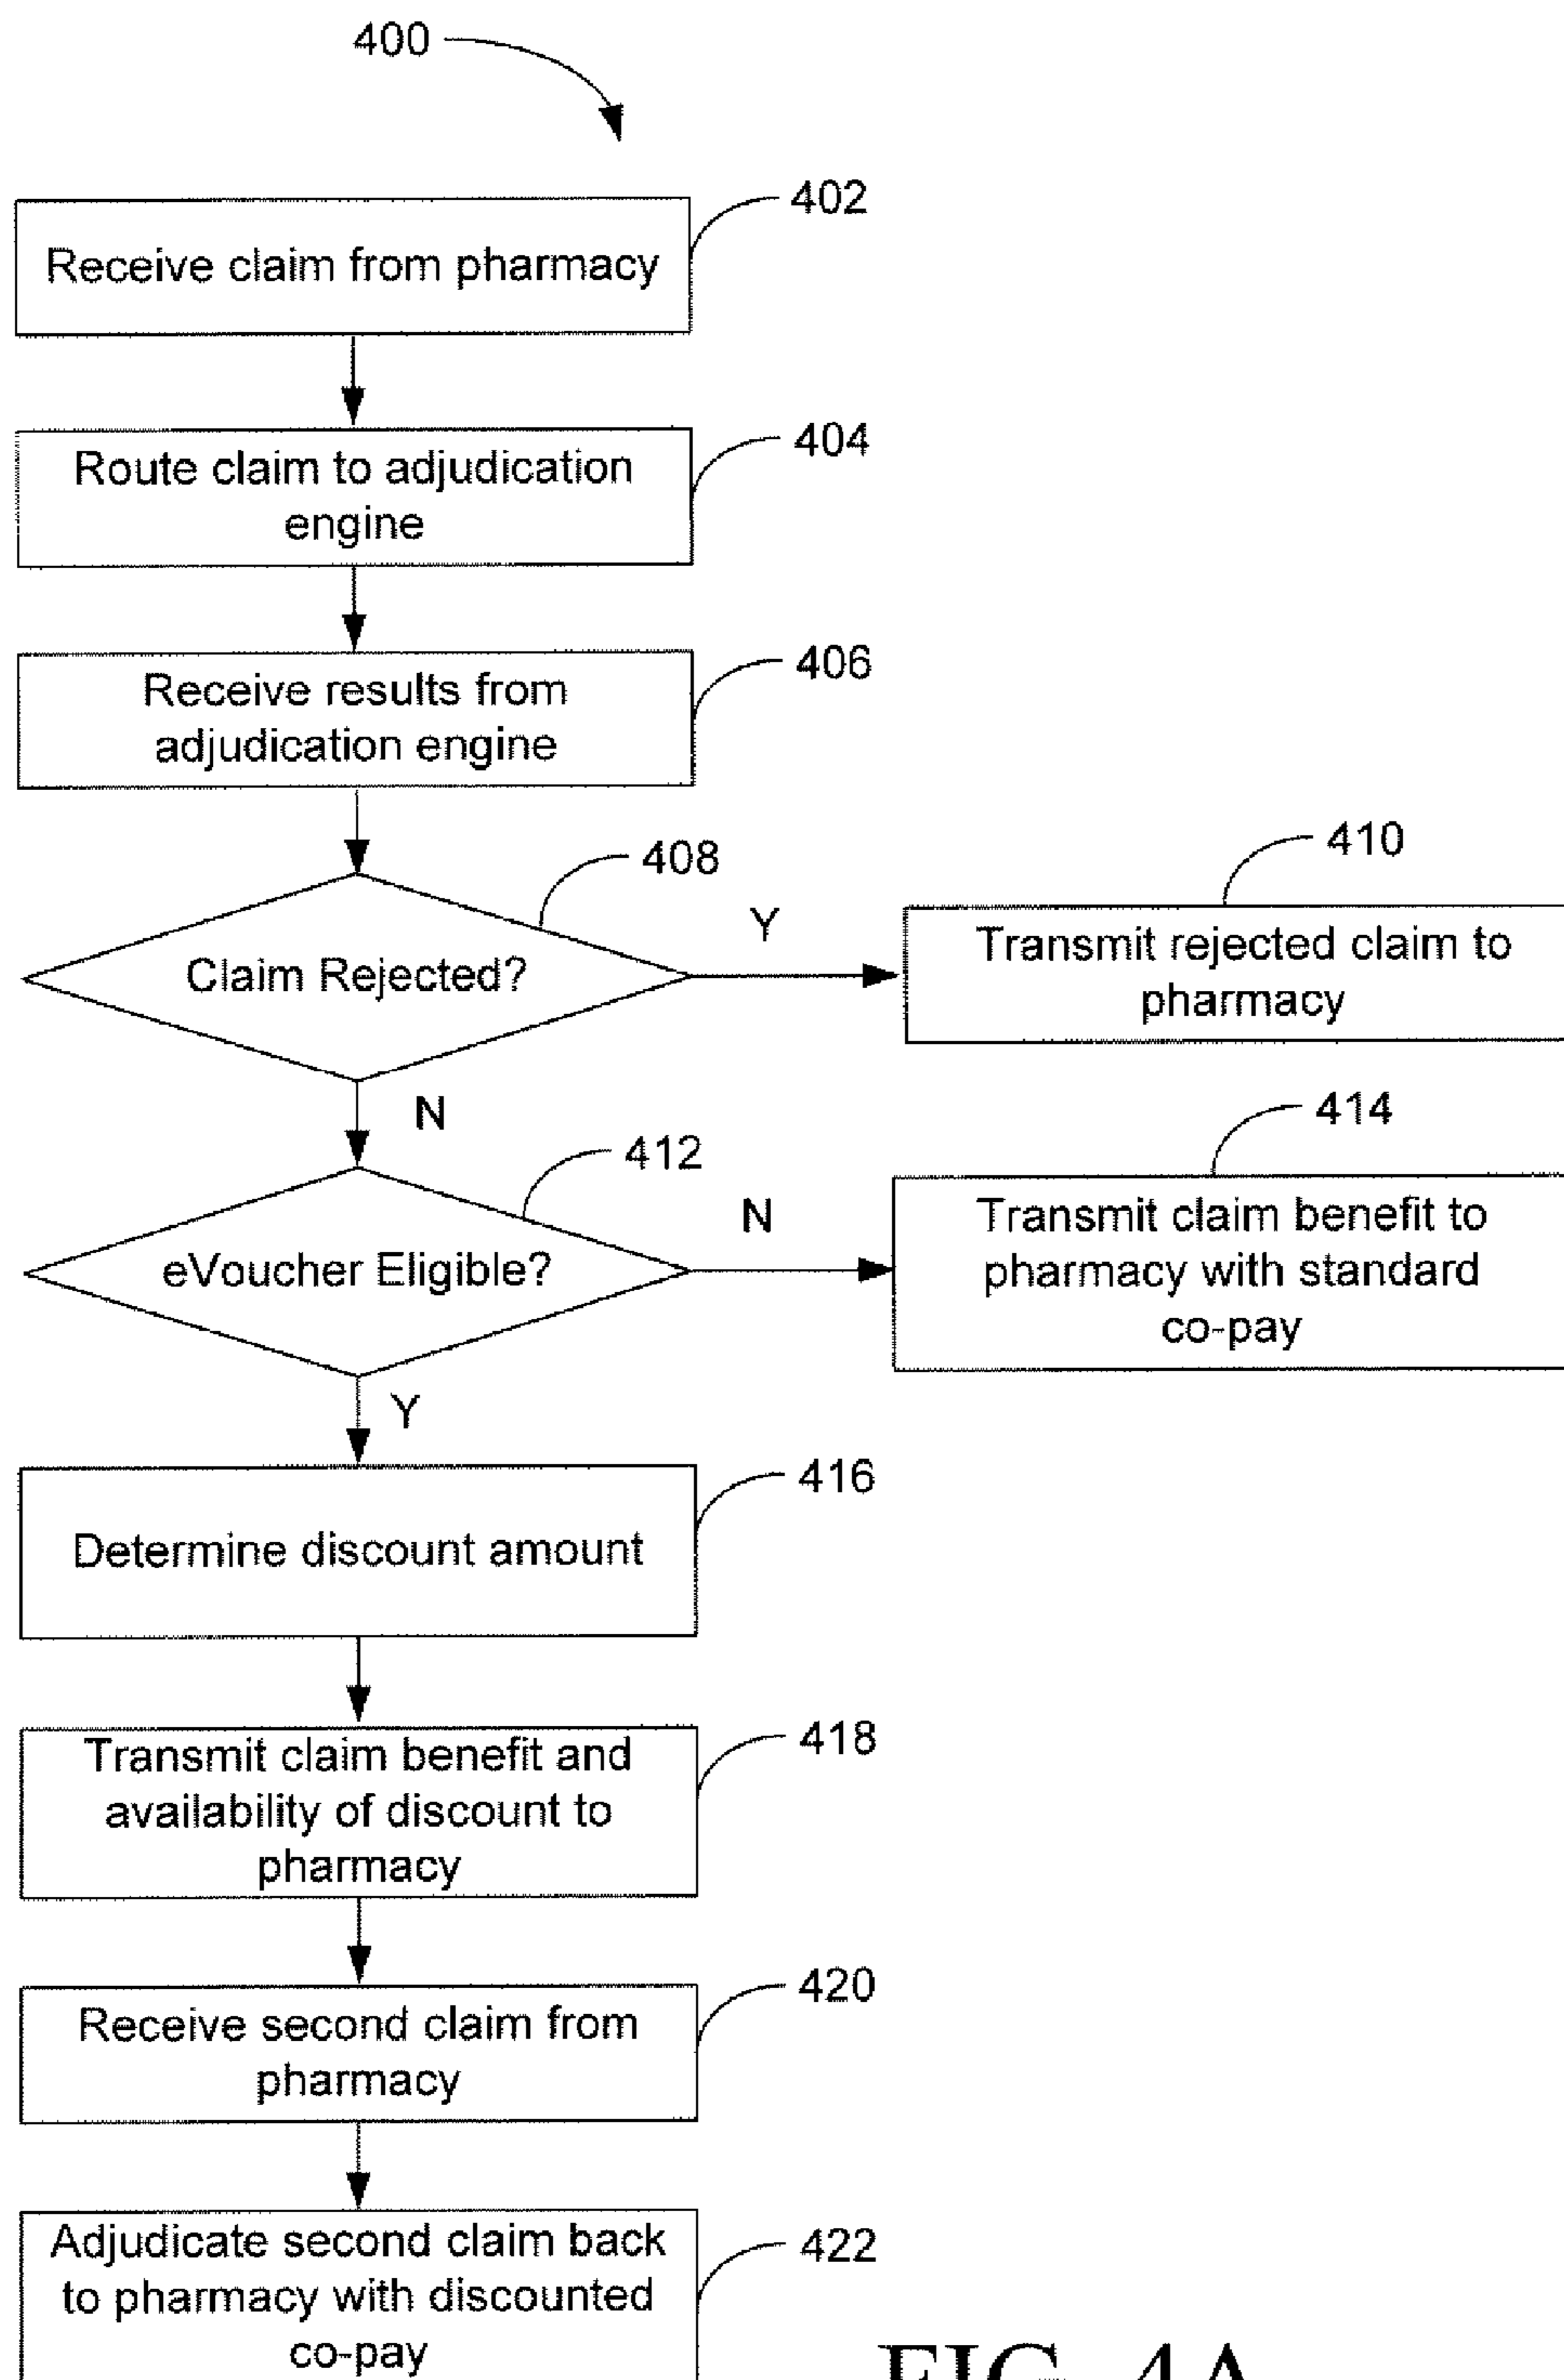 400
402
Receive claim from pharmacy
404
Route claim to adjudication
engine
406
Receive results from
adjudication engine
408
Claim Rejected?
Y
410
Transmit rejected claim to
pharmacy
N
412
eVoucher Eligible?
N
414
Transmit claim benefit to
pharmacy with standard
co-pay
Y
416
Determine discount amount
418
Transmit claim benefit and
availability of discount to
pharmacy
420
Receive second claim from
pharmacy
422
Adjudicate second claim back
to pharmacy with discounted
co-pay
FIG. 4A